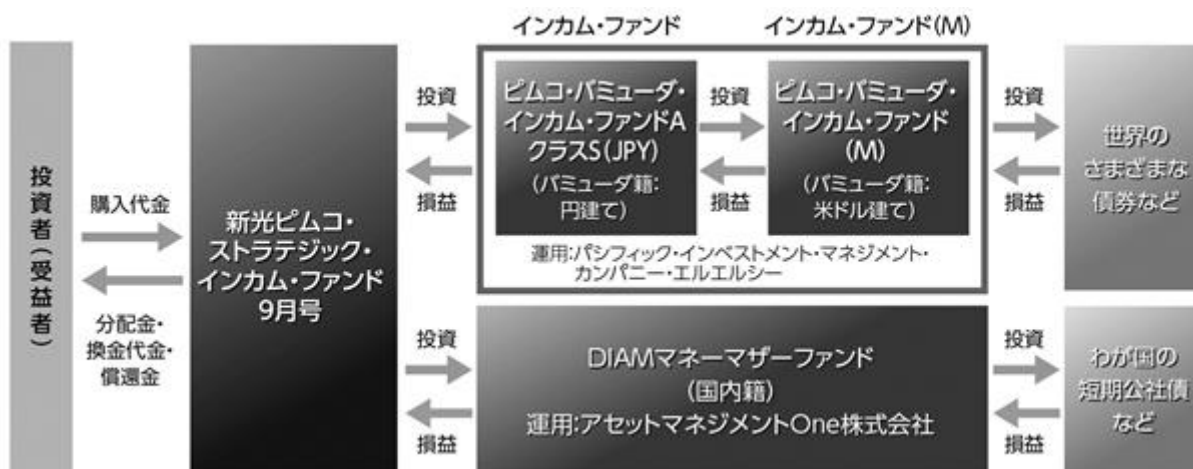 インカム・ファンド
インカム・ファンド(M)
投資者(受益者)
購入代金
分配金・
換金代金・
償還金
新光ピムコ・
ストラテジック・
インカム・ファンド
9月号
投資
損益
ピムコ・バミューダ・
インカム・ファンドA
クラスS(JPY)
(バミューダ籍:
円建て)
投資
損益
ピムコ・バミューダ・
インカム・ファンド
(M)
(バミューダ籍:
米ドル建て)
運用:パシフィック・インベストメント・マネジメント・
カンパニー・エルエルシー
投資
損益
世界の
さまざまな
債券など
投資
損益
DIAMマネーマザーファンド
(国内籍)
運用:アセットマネジメントOne株式会社
投資
損益
わが国の
短期公社債
など